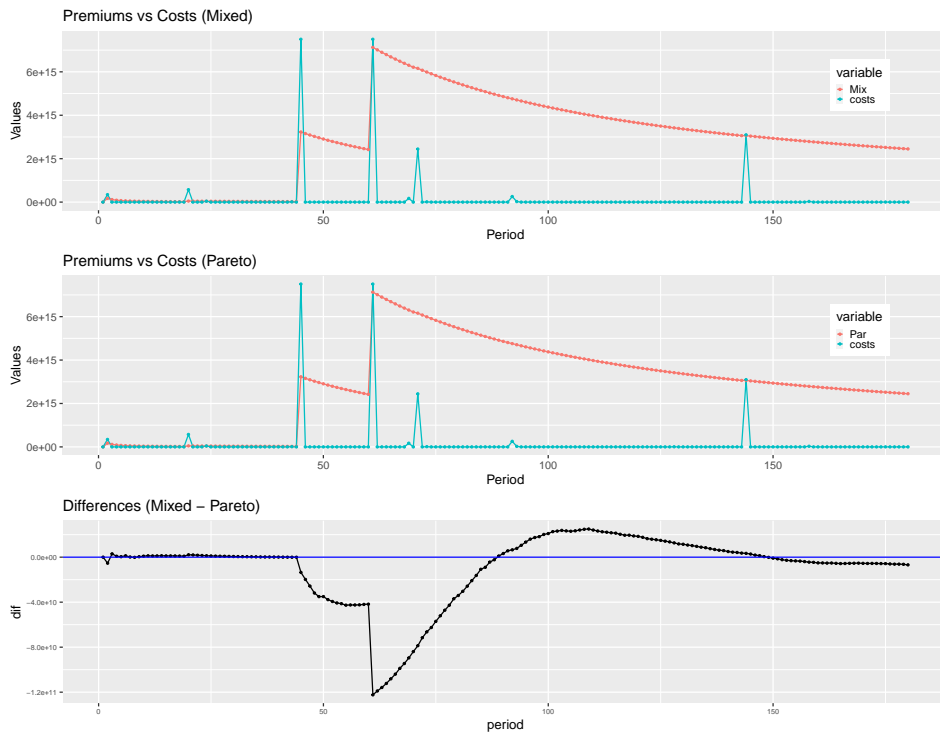 Premiums vs Costs (Mixed)
Values
6e+15
4e+15
2e+15
0e+00
0
50
100
150
Period
variable
Mix
costs
Premiums vs Costs (Pareto)
Values
6e+15
4e+15
2e+15
0e+00
0
50
100
150
Period
variable
Par
costs
Differences (Mixed − Pareto)
dif
0.0e+00
−4.0e+10
−8.0e+10
−1.2e+11
0
50
100
150
period